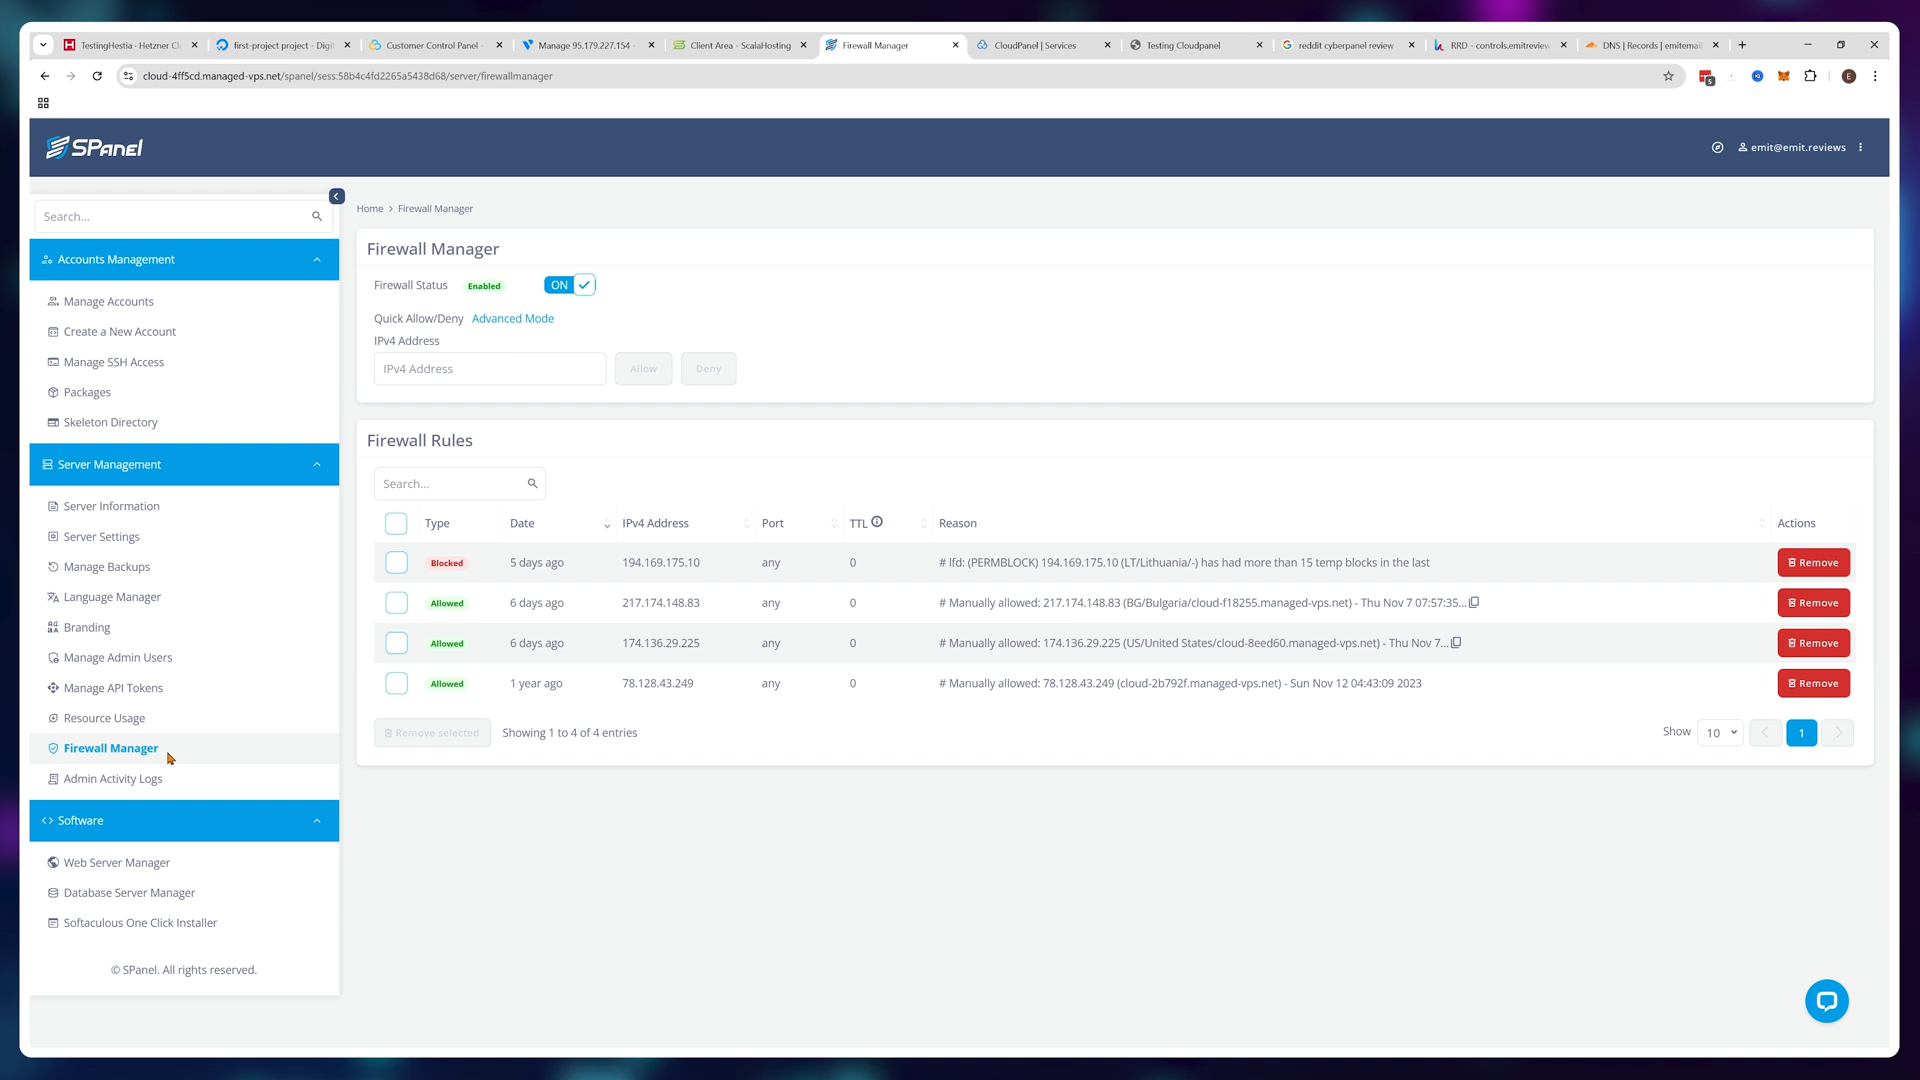 TestingHestia - Hetzner Cl
first-project project - Digi
Customer Control Panel -
Manage 95.179.227.154 -
Client Area - ScalaHosting
Firewall Manager
CloudPanel | Services
Testing Cloudpanel
reddit cyberpanel review
RRD - controls.emitreview
DNS | Records | emitemai
cloud-4ff5cd.managed-vps.net/spanel/sess:58b4c4fd2265a5438d68/server/firewallmanager
5
E
SPanel
emit@emit.reviews
Search...
Accounts Management
Manage Accounts
Create a New Account
Manage SSH Access
Packages
Skeleton Directory
Server Management
Server Information
Server Settings
Manage Backups
Language Manager
Branding
Manage Admin Users
Manage API Tokens
Resource Usage
Firewall Manager
Admin Activity Logs
Software
Web Server Manager
Database Server Manager
Softaculous One Click Installer
© SPanel. All rights reserved.
Home > Firewall Manager
Firewall Manager
Firewall Status Enabled ON
Quick Allow/Deny Advanced Mode
IPv4 Address
IPv4 Address Allow Deny
Firewall Rules
Search...
Type Date IPv4 Address Port TTL Reason Actions
Blocked 5 days ago 194.169.175.10 any 0 # lfd: (PERMBLOCK) 194.169.175.10 (LT/Lithuania/-) has had more than 15 temp blocks in the last Remove
Allowed 6 days ago 217.174.148.83 any 0 # Manually allowed: 217.174.148.83 (BG/Bulgaria/cloud-f18255.managed-vps.net) - Thu Nov 7 07:57:35... Remove
Allowed 6 days ago 174.136.29.225 any 0 # Manually allowed: 174.136.29.225 (US/United States/cloud-8eed60.managed-vps.net) - Thu Nov 7... Remove
Allowed 1 year ago 78.128.43.249 any 0 # Manually allowed: 78.128.43.249 (cloud-2b792f.managed-vps.net) - Sun Nov 12 04:43:09 2023 Remove
Remove selected Showing 1 to 4 of 4 entries Show 10 1